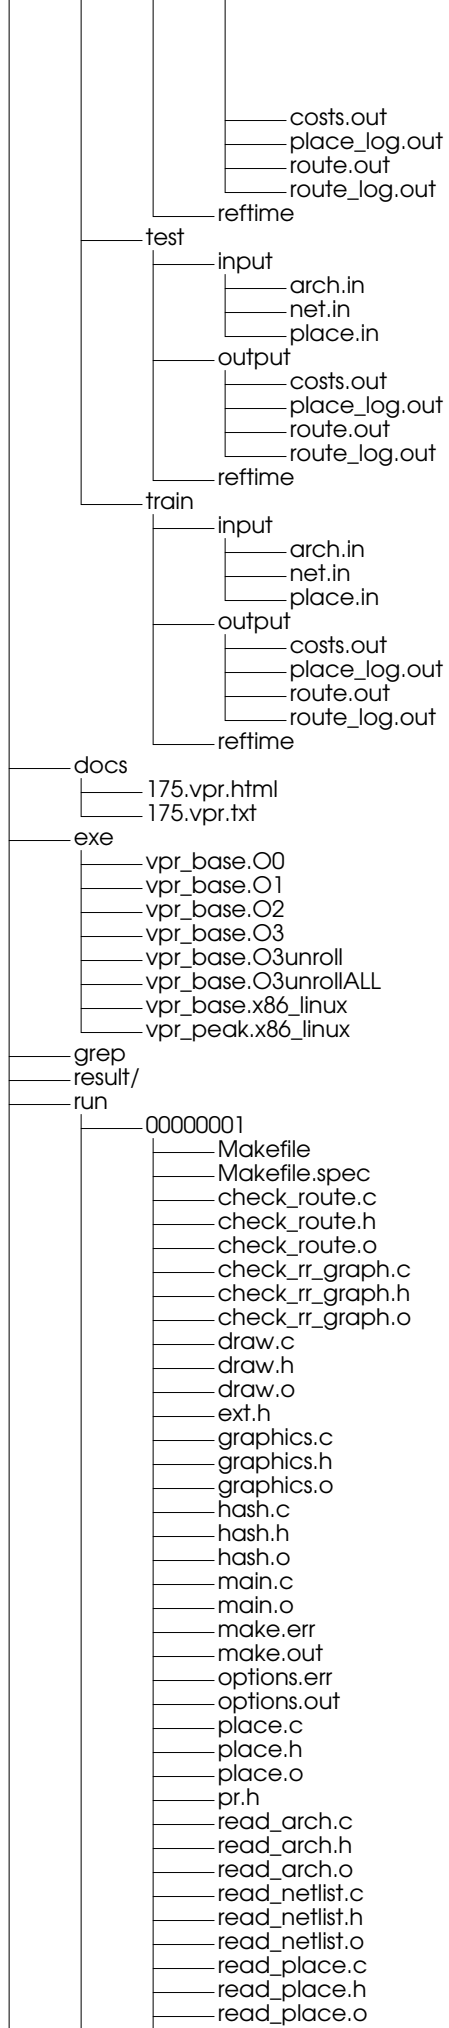 costs.out
place_log.out
route.out
route_log.out
reftime
test
input
arch.in
net.in
place.in
output
costs.out
place_log.out
route.out
route_log.out
reftime
train
input
arch.in
net.in
place.in
output
costs.out
place_log.out
route.out
route_log.out
reftime
docs
175.vpr.html
175.vpr.txt
exe
vpr_base.O0
vpr_base.O1
vpr_base.O2
vpr_base.O3
vpr_base.O3unroll
vpr_base.O3unrollALL
vpr_base.x86_linux
vpr_peak.x86_linux
grep
result/
run
00000001
Makefile
Makefile.spec
check_route.c
check_route.h
check_route.o
check_rr_graph.c
check_rr_graph.h
check_rr_graph.o
draw.c
draw.h
draw.o
ext.h
graphics.c
graphics.h
graphics.o
hash.c
hash.h
hash.o
main.c
main.o
make.err
make.out
options.err
options.out
place.c
place.h
place.o
pr.h
read_arch.c
read_arch.h
read_arch.o
read_netlist.c
read_netlist.h
read_netlist.o
read_place.c
read_place.h
read_place.o